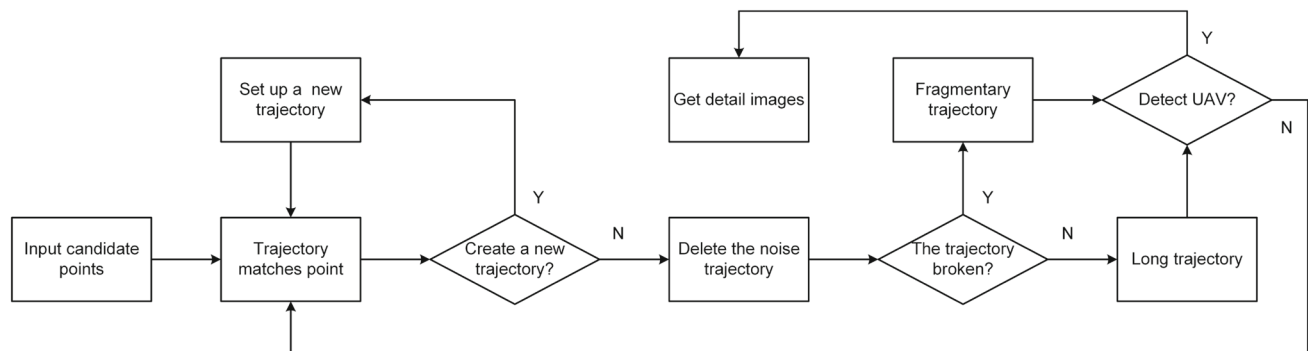 Y
Set up a new
trajectory
Get detail images
Fragmentary
trajectory
Detect UAV?
N
Y
Y
Input candidate
points
Trajectory
matches point
Create a new
trajectory?
N
Delete the noise
trajectory
The trajectory
broken?
N
Long trajectory